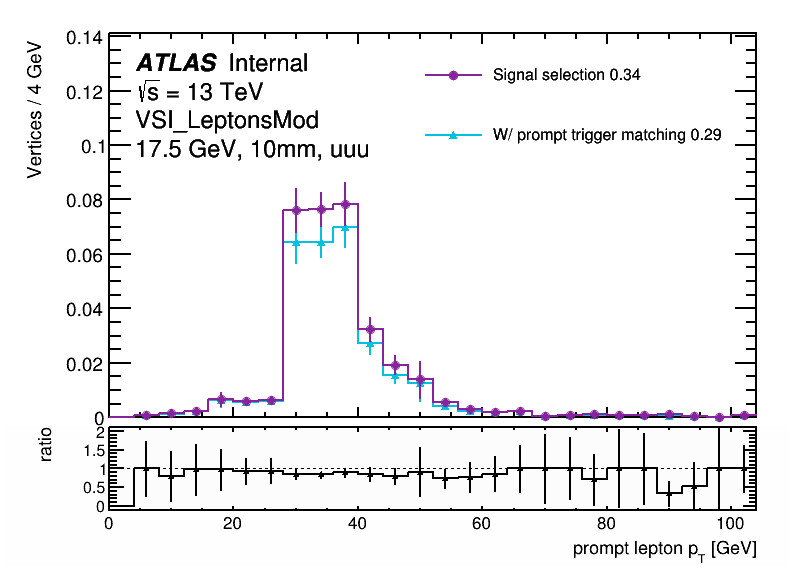 0.14
0.12
0.1
0.08
0.06
0.04
0.02
0
Vertices / 4 GeV
ATLAS Internal
√s = 13 TeV
VSI_LeptonsMod
17.5 GeV, 10mm, uuu
Signal selection 0.34
W/ prompt trigger matching 0.29
2
1.5
1
0.5
0
ratio
0 20 40 60 80 100
prompt lepton p_T [GeV]